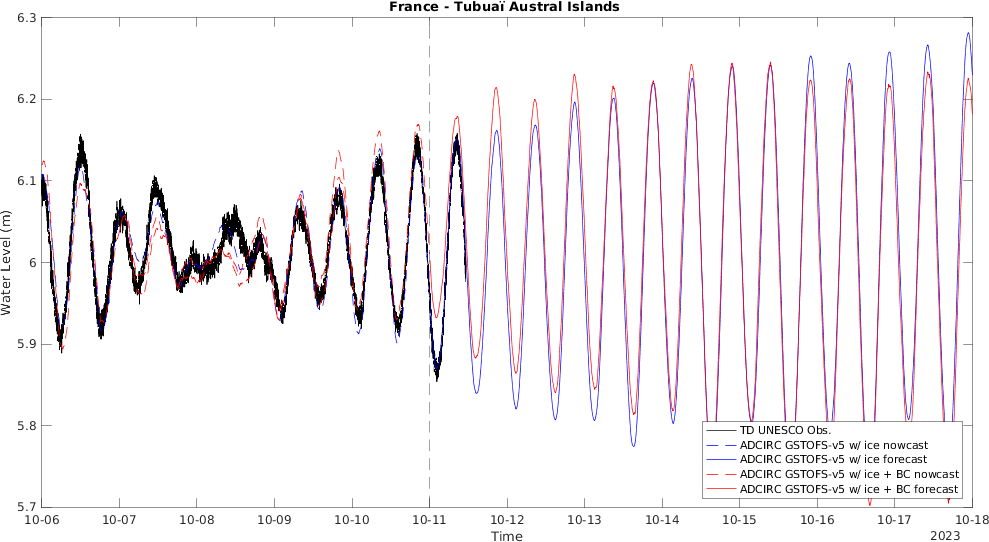 France - Tubuaï Austral Islands
6.3
6.2
6.1
6
5.9
5.8
5.7
Water Level (m)
TD UNESCO Obs.
ADCIRC GSTOFS-v5 w/ ice nowcast
ADCIRC GSTOFS-v5 w/ ice forecast
ADCIRC GSTOFS-v5 w/ ice + BC nowcast
ADCIRC GSTOFS-v5 w/ ice + BC forecast
10-06 10-07 10-08 10-09 10-10 10-11 10-12 10-13 10-14 10-15 10-16 10-17 10-18
Time
2023